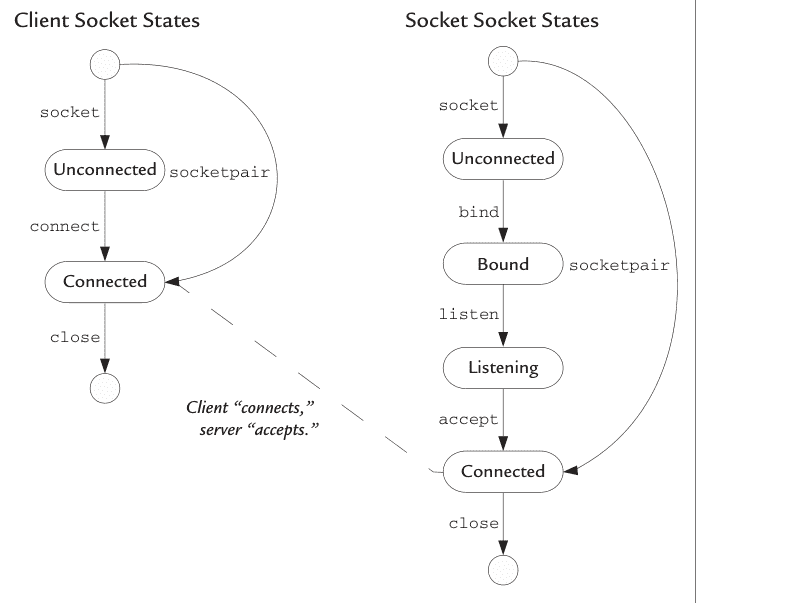 Client Socket States
socket
Unconnected
socketpair
connect
Connected
close
Client “connects,”
server “accepts.”
Socket Socket States
socket
Unconnected
bind
Bound
socketpair
listen
Listening
accept
Connected
close